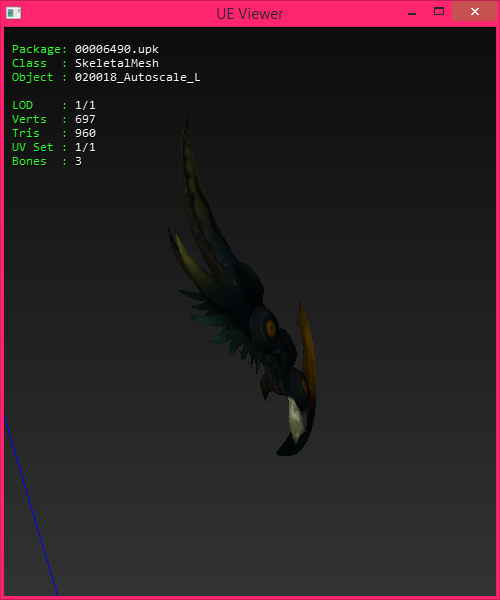 UE Viewer
Package: 00006490.upk
Class  : SkeletalMesh
Object : 020018_Autoscale_L
LOD    : 1/1
Verts  : 697
Tris   : 960
UV Set : 1/1
Bones  : 3